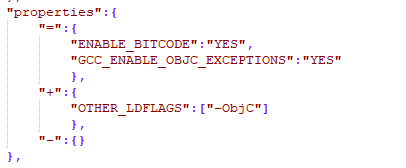 "properties":{
"=":{
"ENABLE_BITCODE":"YES",
"GCC_ENABLE_OBJC_EXCEPTIONS":"YES"
},
"+":{
"OTHER_LDFLAGS":["-ObjC"]
},
"-":{}
},